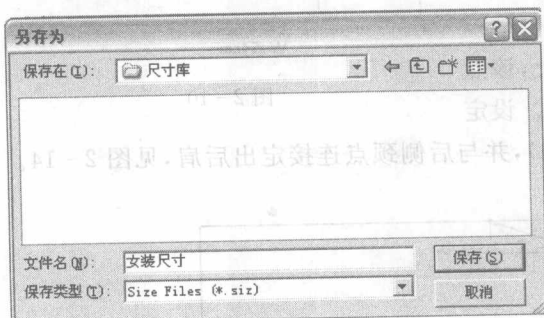 另存为
保存在(I): 尺寸库
文件名(N): 女装尺寸 保存(S)
保存类型(T): Size Files (*.siz) 取消